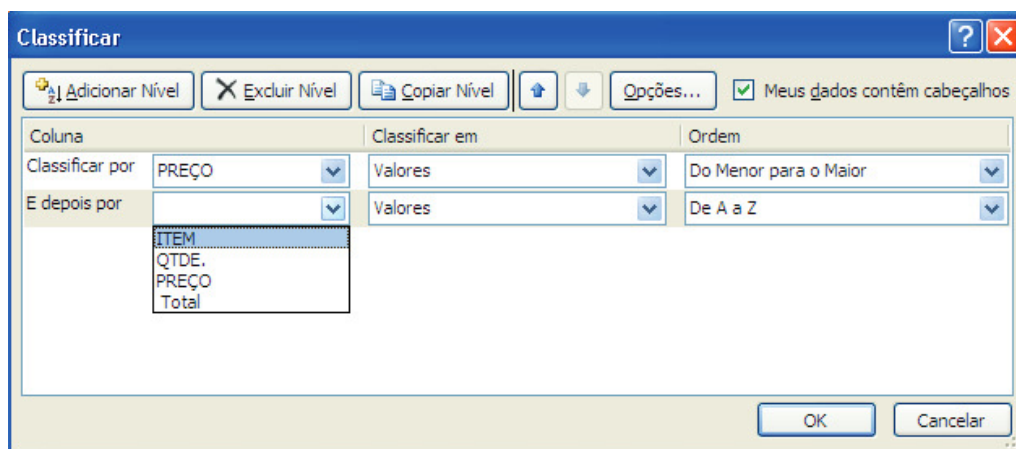 Classificar
Adicionar Nível Excluir Nível Copiar Nível Opções... Meus dados contêm cabeçalhos
Coluna Classificar em Ordem
Classificar por PREÇO Valores Do Menor para o Maior
E depois por Valores De A a Z
ITEM
QTDE.
PREÇO
Total
OK Cancelar